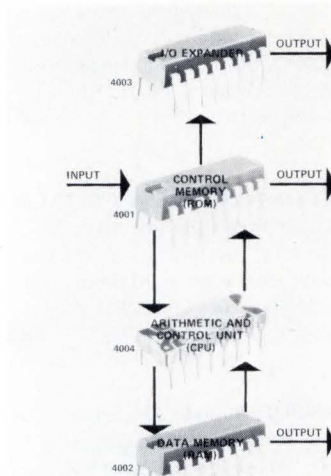 I/O EXPANDER
OUTPUT
4003
INPUT
CONTROL
MEMORY
(ROM)
OUTPUT
4001
ARITHMETIC AND
CONTROL UNIT
(CPU)
4004
DATA MEMORY
(RAM)
OUTPUT
4002